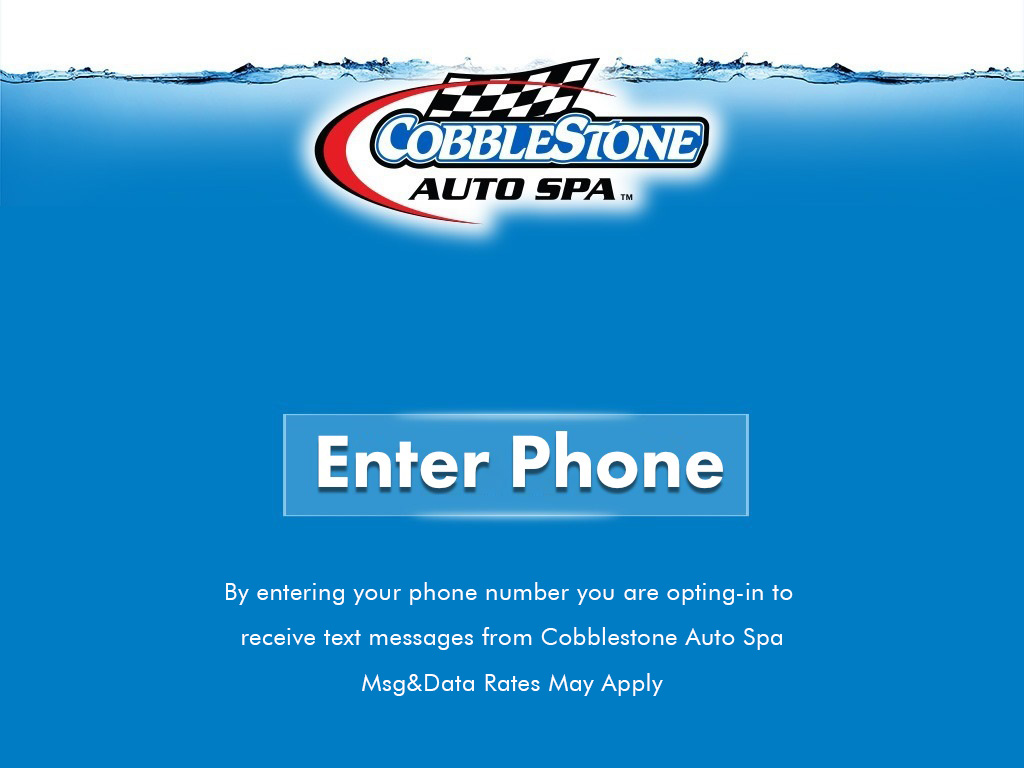 COBBLESTONE
AUTO SPA™
Enter Phone
By entering your phone number you are opting-in to
receive text messages from Cobblestone Auto Spa
Msg&Data Rates May Apply